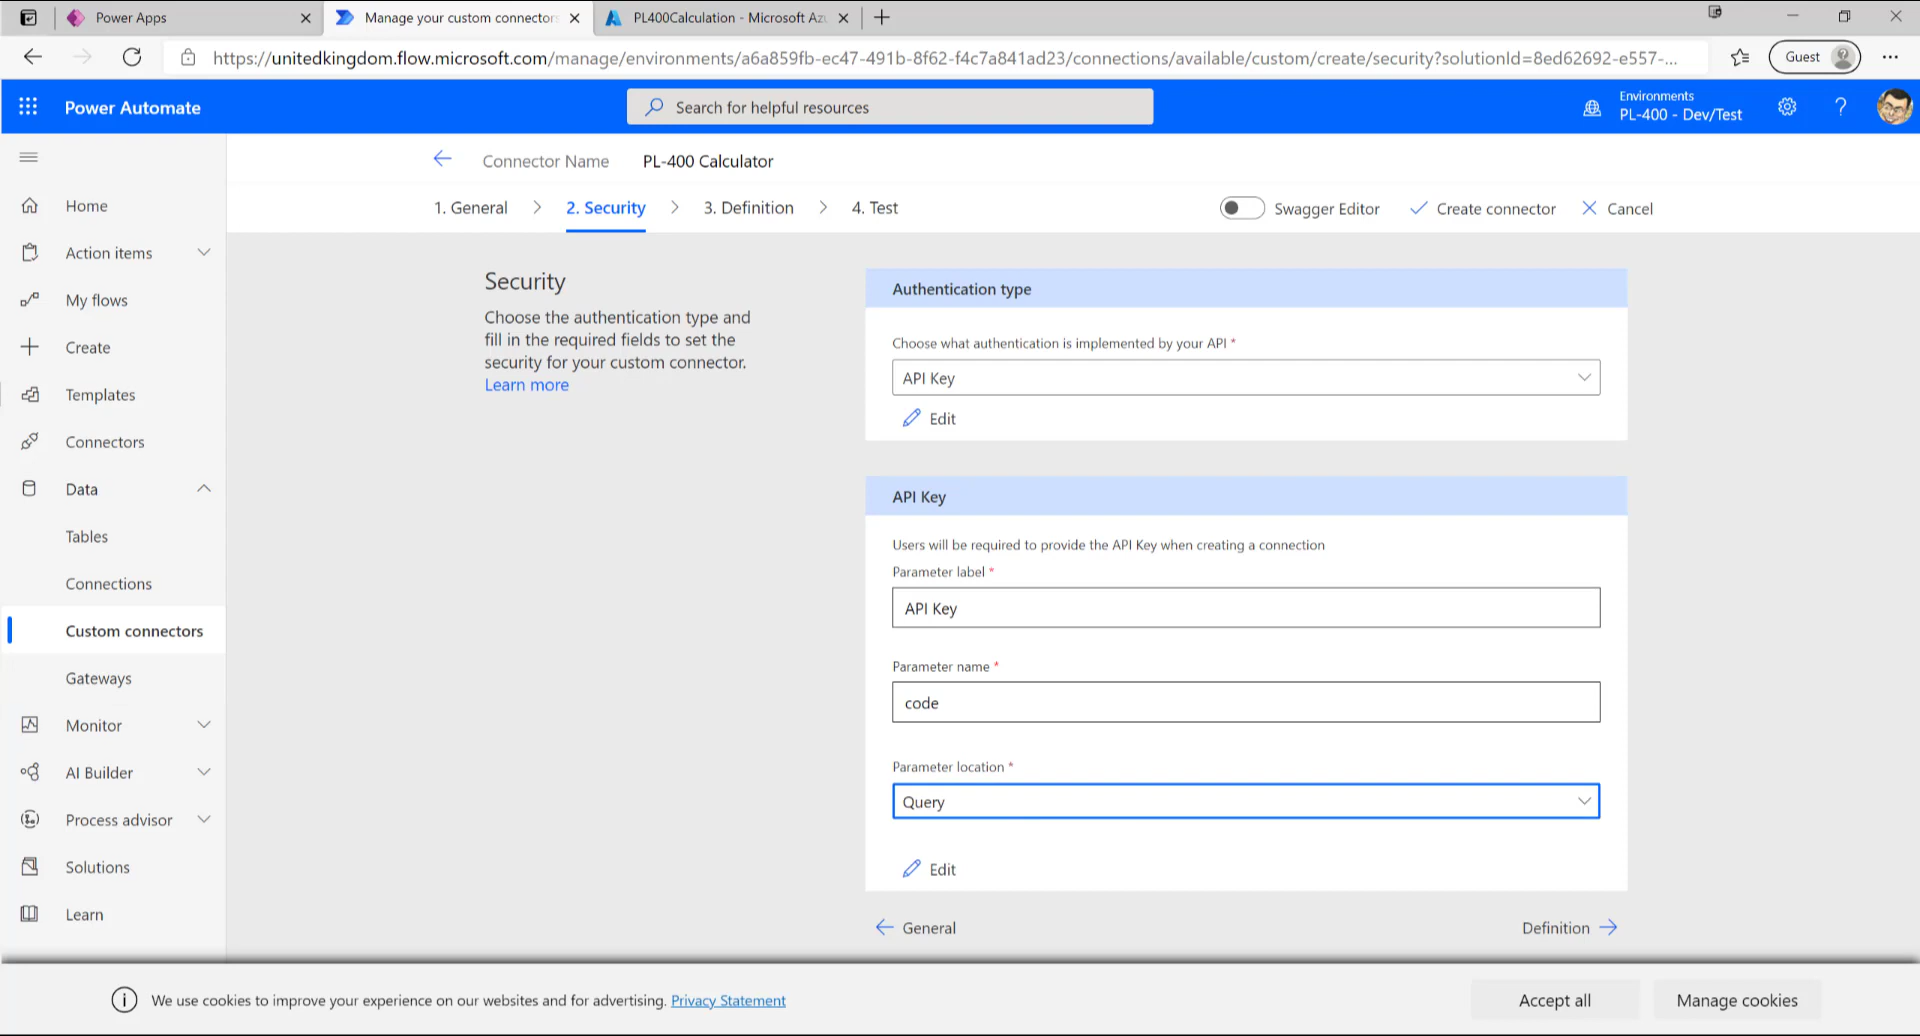 Power Apps
Manage your custom connector
PL400Calculation - Microsoft Azu
https://unitedkingdom.flow.microsoft.com/manage/environments/a6a859fb-ec47-491b-8f62-f4c7a841ad23/connections/available/custom/create/security?solutionId=8ed62692-e557-...
Guest
Power Automate
Search for helpful resources
Environments
PL-400 - Dev/Test
Connector Name
PL-400 Calculator
1. General
2. Security
3. Definition
4. Test
Swagger Editor
Create connector
Cancel
Home
Action items
My flows
Create
Templates
Connectors
Data
Tables
Connections
Custom connectors
Gateways
Monitor
AI Builder
Process advisor
Solutions
Learn
Security
Choose the authentication type and
fill in the required fields to set the
security for your custom connector.
Learn more
Authentication type
Choose what authentication is implemented by your API *
API Key
Edit
API Key
Users will be required to provide the API Key when creating a connection
Parameter label *
API Key
Parameter name *
code
Parameter location *
Query
Edit
General
Definition
We use cookies to improve your experience on our websites and for advertising. Privacy Statement
Accept all
Manage cookies